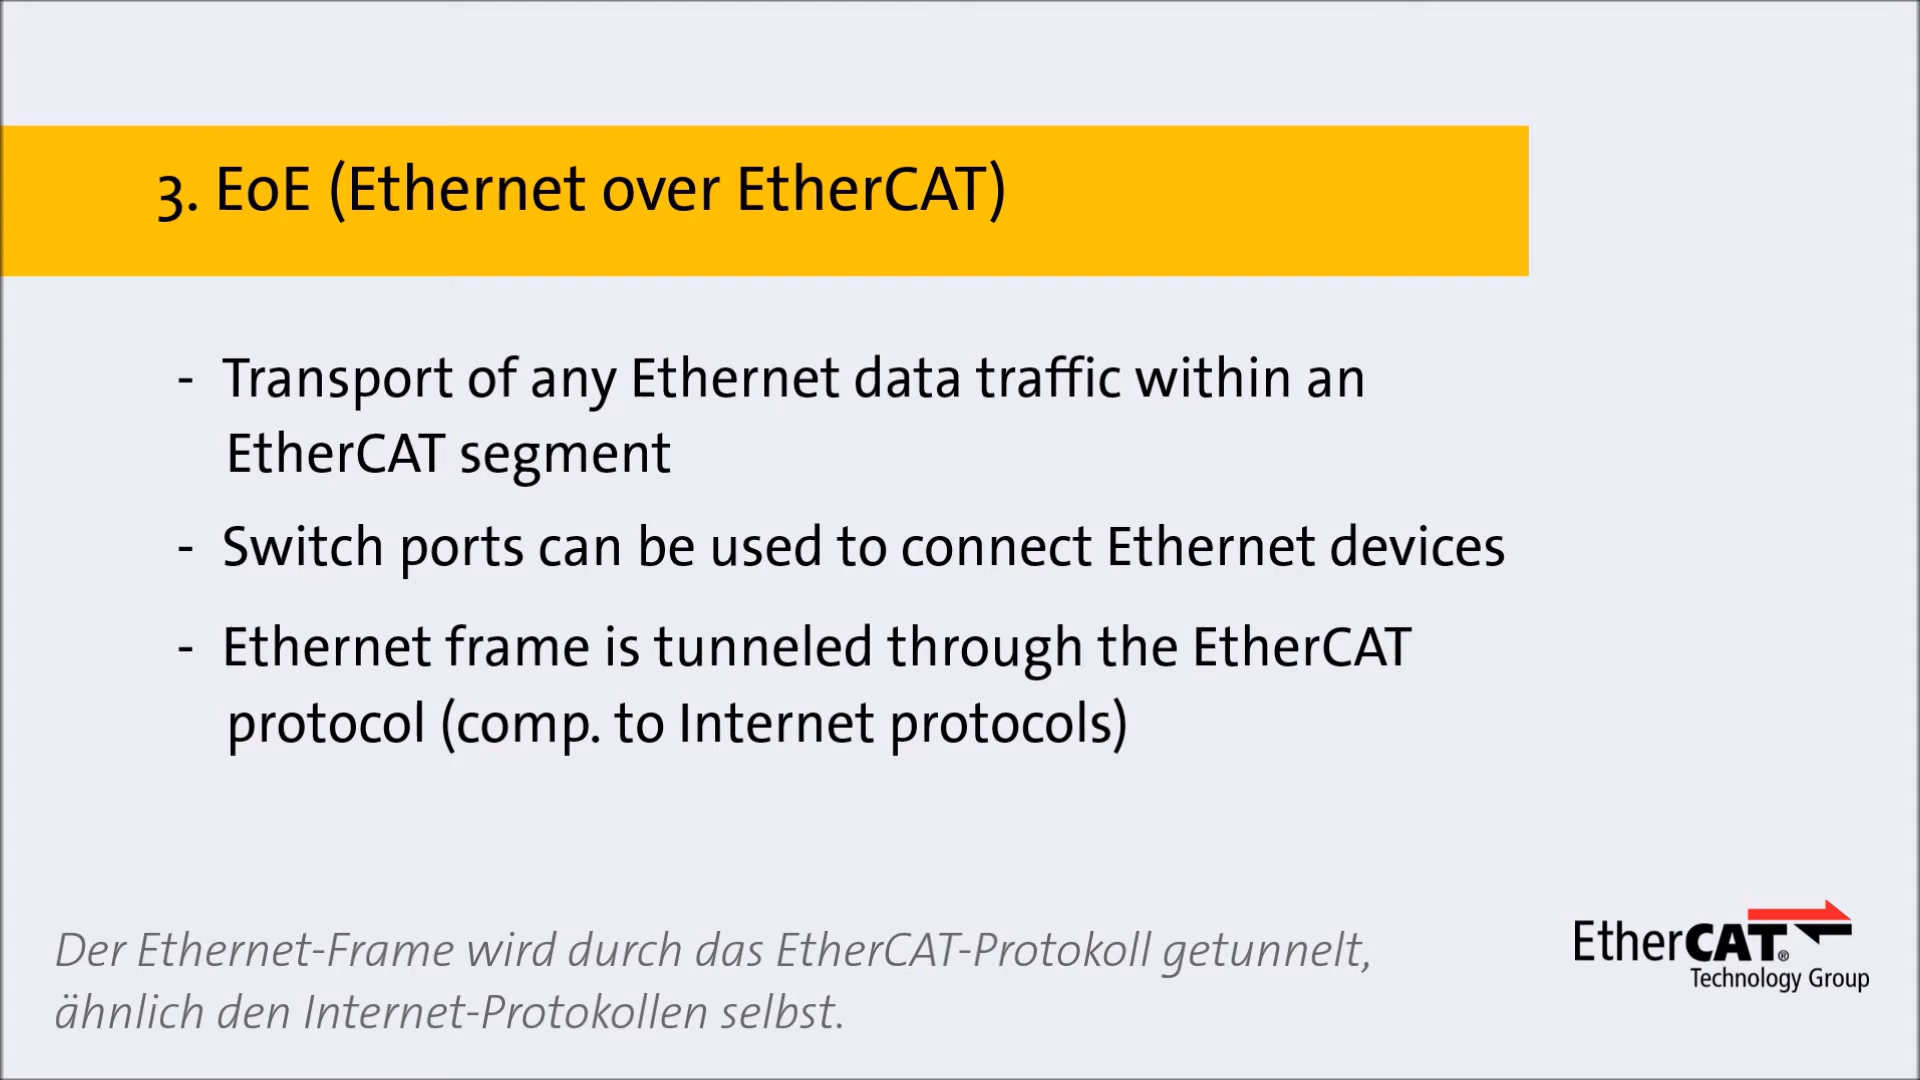 3. EoE (Ethernet over EtherCAT)
- Transport of any Ethernet data traffic within an
EtherCAT segment
- Switch ports can be used to connect Ethernet devices
- Ethernet frame is tunneled through the EtherCAT
protocol (comp. to Internet protocols)
Der Ethernet-Frame wird durch das EtherCAT-Protokoll getunnelt,
ähnlich den Internet-Protokollen selbst.
EtherCAT®
Technology Group